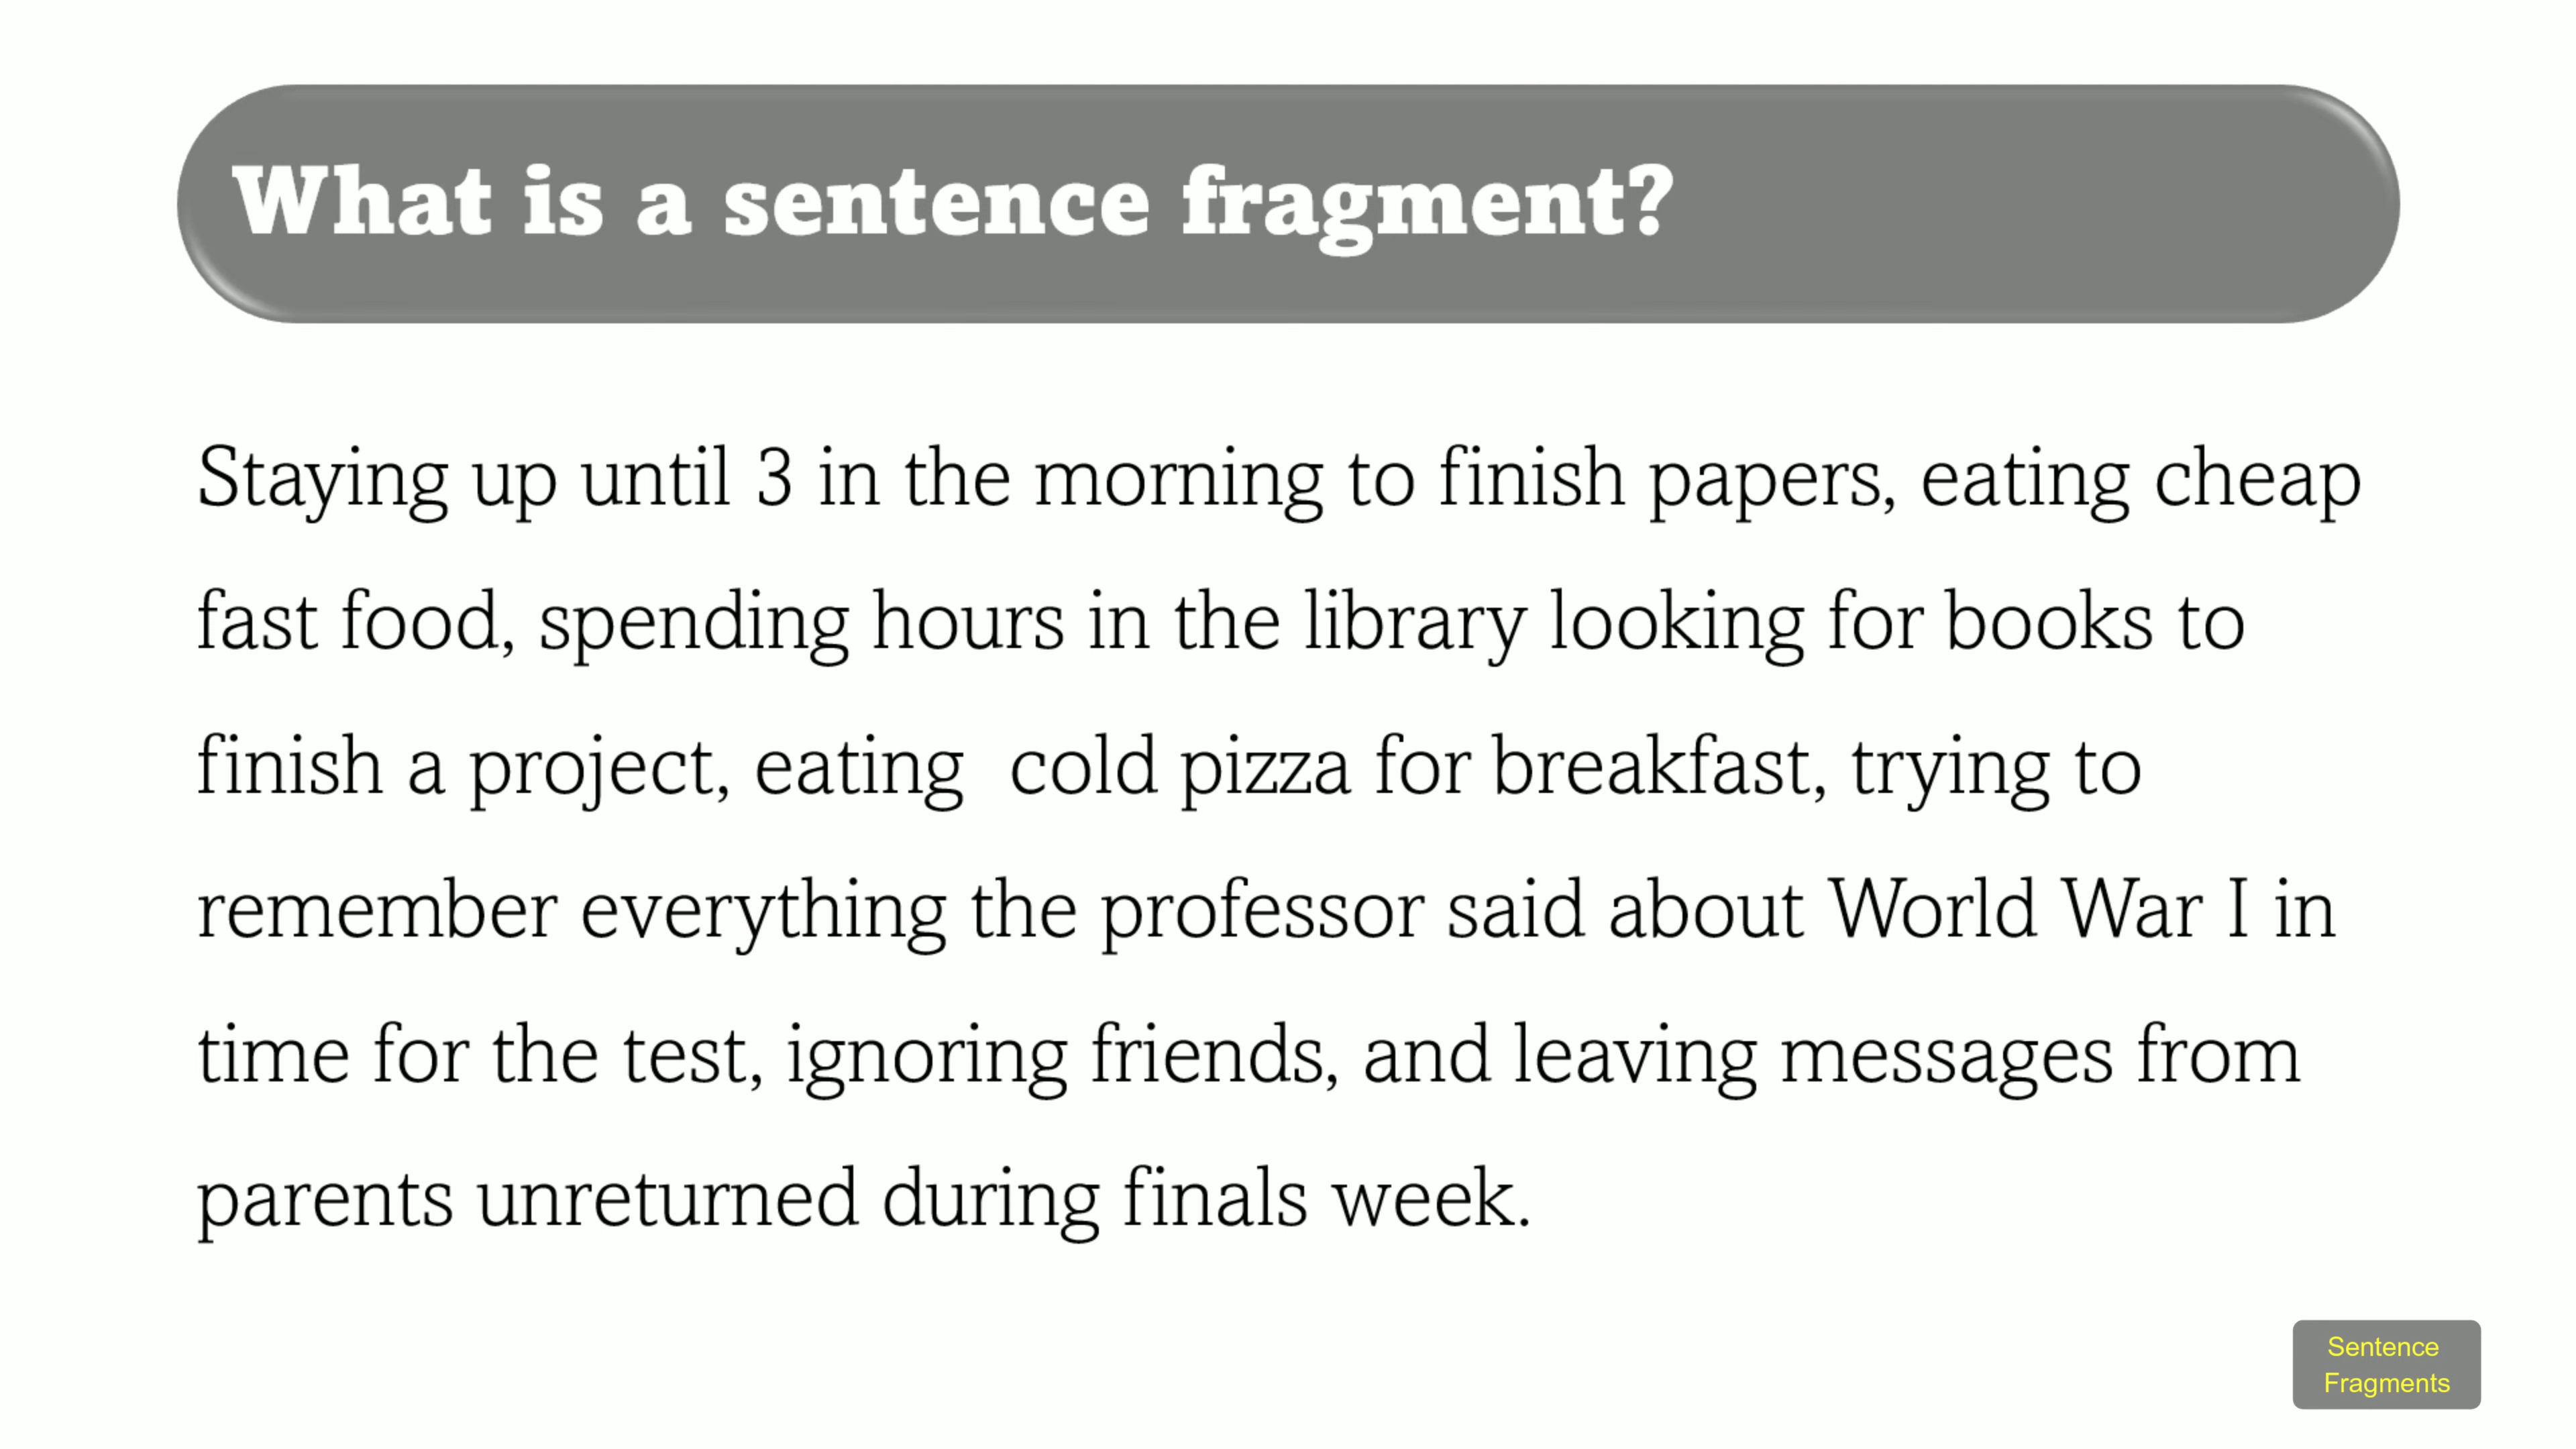 What is a sentence fragment?
Staying up until 3 in the morning to finish papers, eating cheap
fast food, spending hours in the library looking for books to
finish a project, eating  cold pizza for breakfast, trying to
remember everything the professor said about World War I in
time for the test, ignoring friends, and leaving messages from
parents unreturned during finals week.
Sentence
Fragments